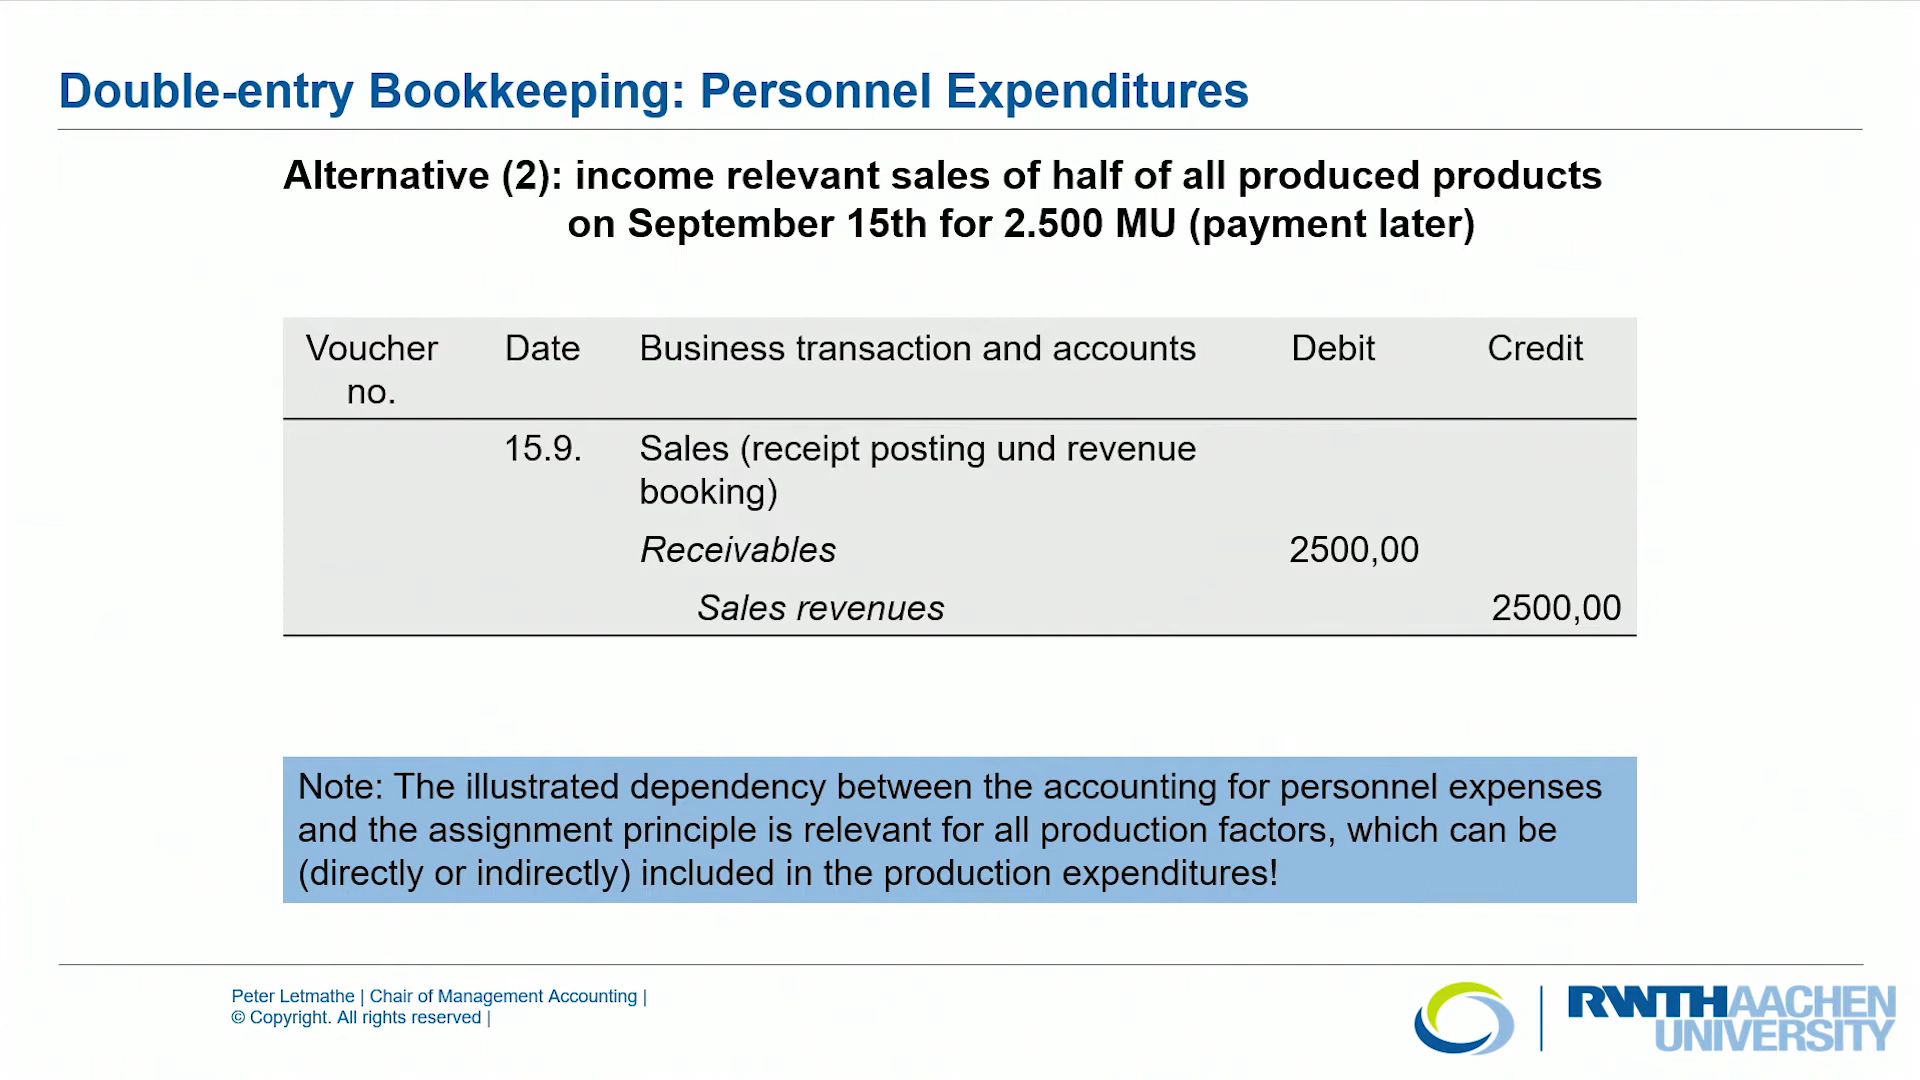 Double-entry Bookkeeping: Personnel Expenditures
Alternative (2): income relevant sales of half of all produced products
on September 15th for 2.500 MU (payment later)
Voucher no. Date Business transaction and accounts Debit Credit
15.9. Sales (receipt posting und revenue
booking)
Receivables 2500,00
Sales revenues 2500,00
Note: The illustrated dependency between the accounting for personnel expenses
and the assignment principle is relevant for all production factors, which can be
(directly or indirectly) included in the production expenditures!
Peter Letmathe | Chair of Management Accounting |
© Copyright. All rights reserved |
RWTH AACHEN
UNIVERSITY